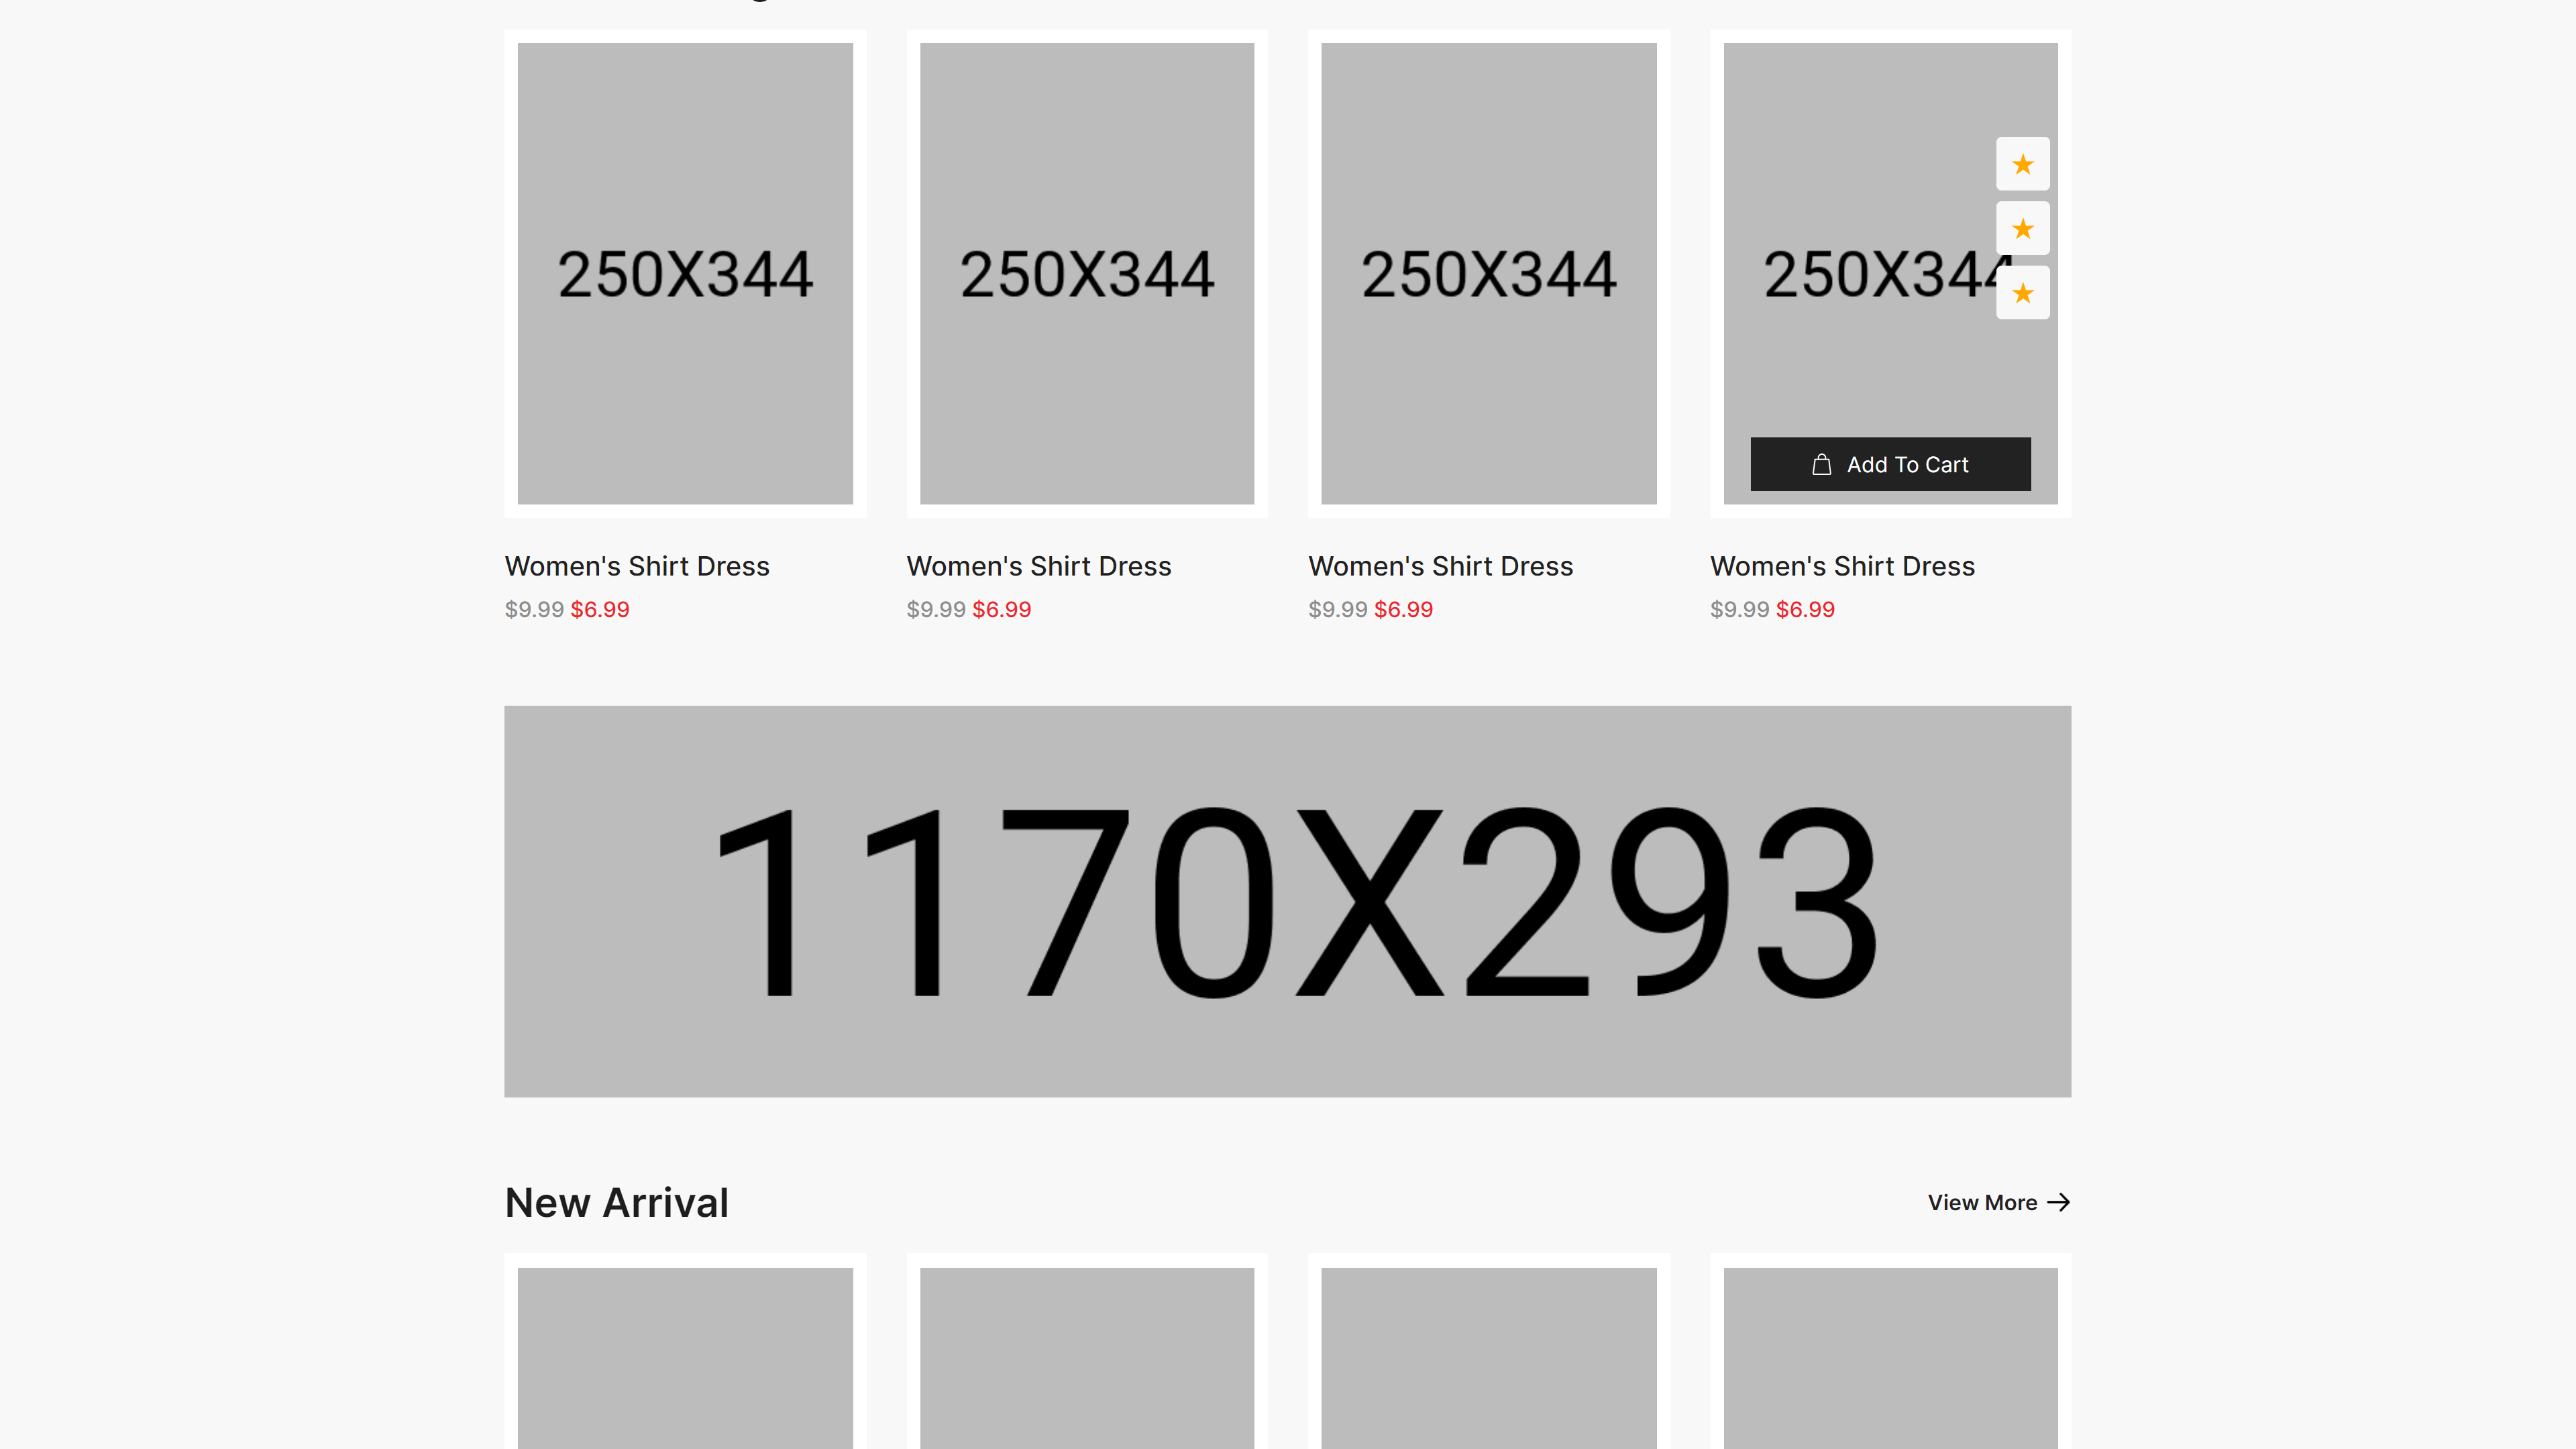 250X344 250X344 250X344 250X344
Add To Cart
Women's Shirt Dress Women's Shirt Dress Women's Shirt Dress Women's Shirt Dress
$9.99 $6.99 $9.99 $6.99 $9.99 $6.99 $9.99 $6.99
1170X293
New Arrival View More